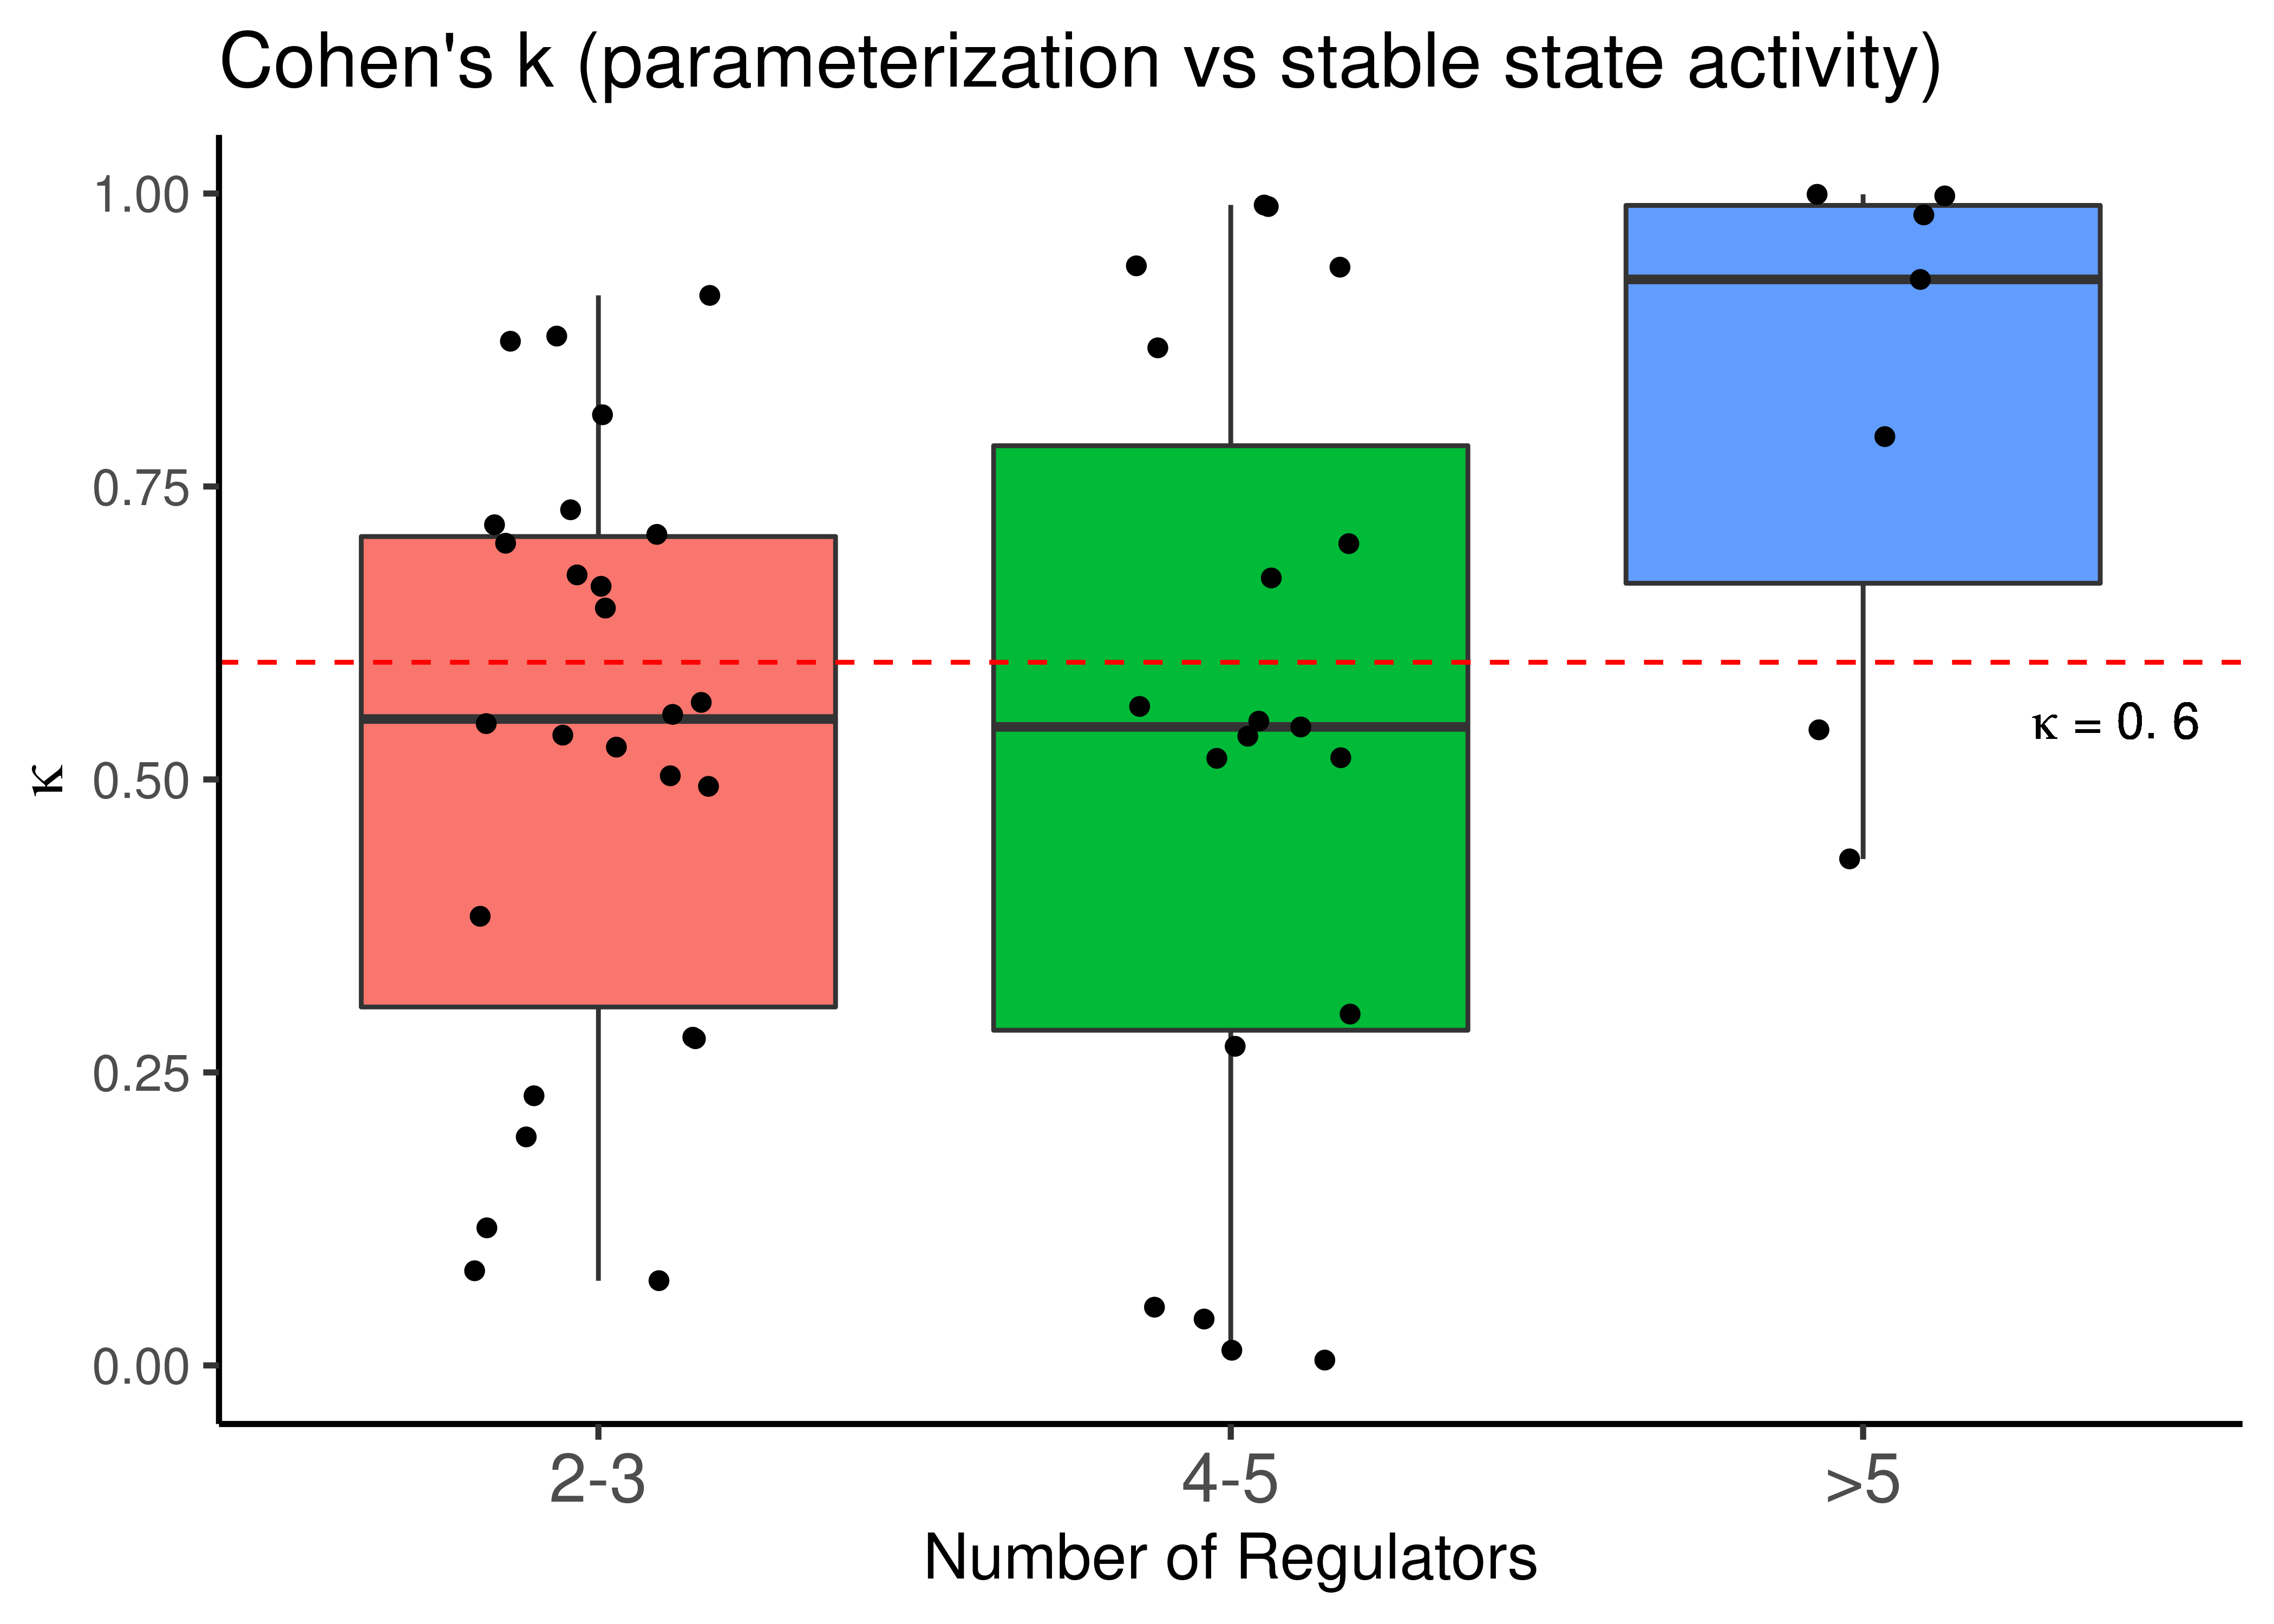 Cohen's k (parameterization vs stable state activity)
1.00
0.75
0.50
0.25
0.00
κ
κ = 0. 6
2-3
4-5
>5
Number of Regulators